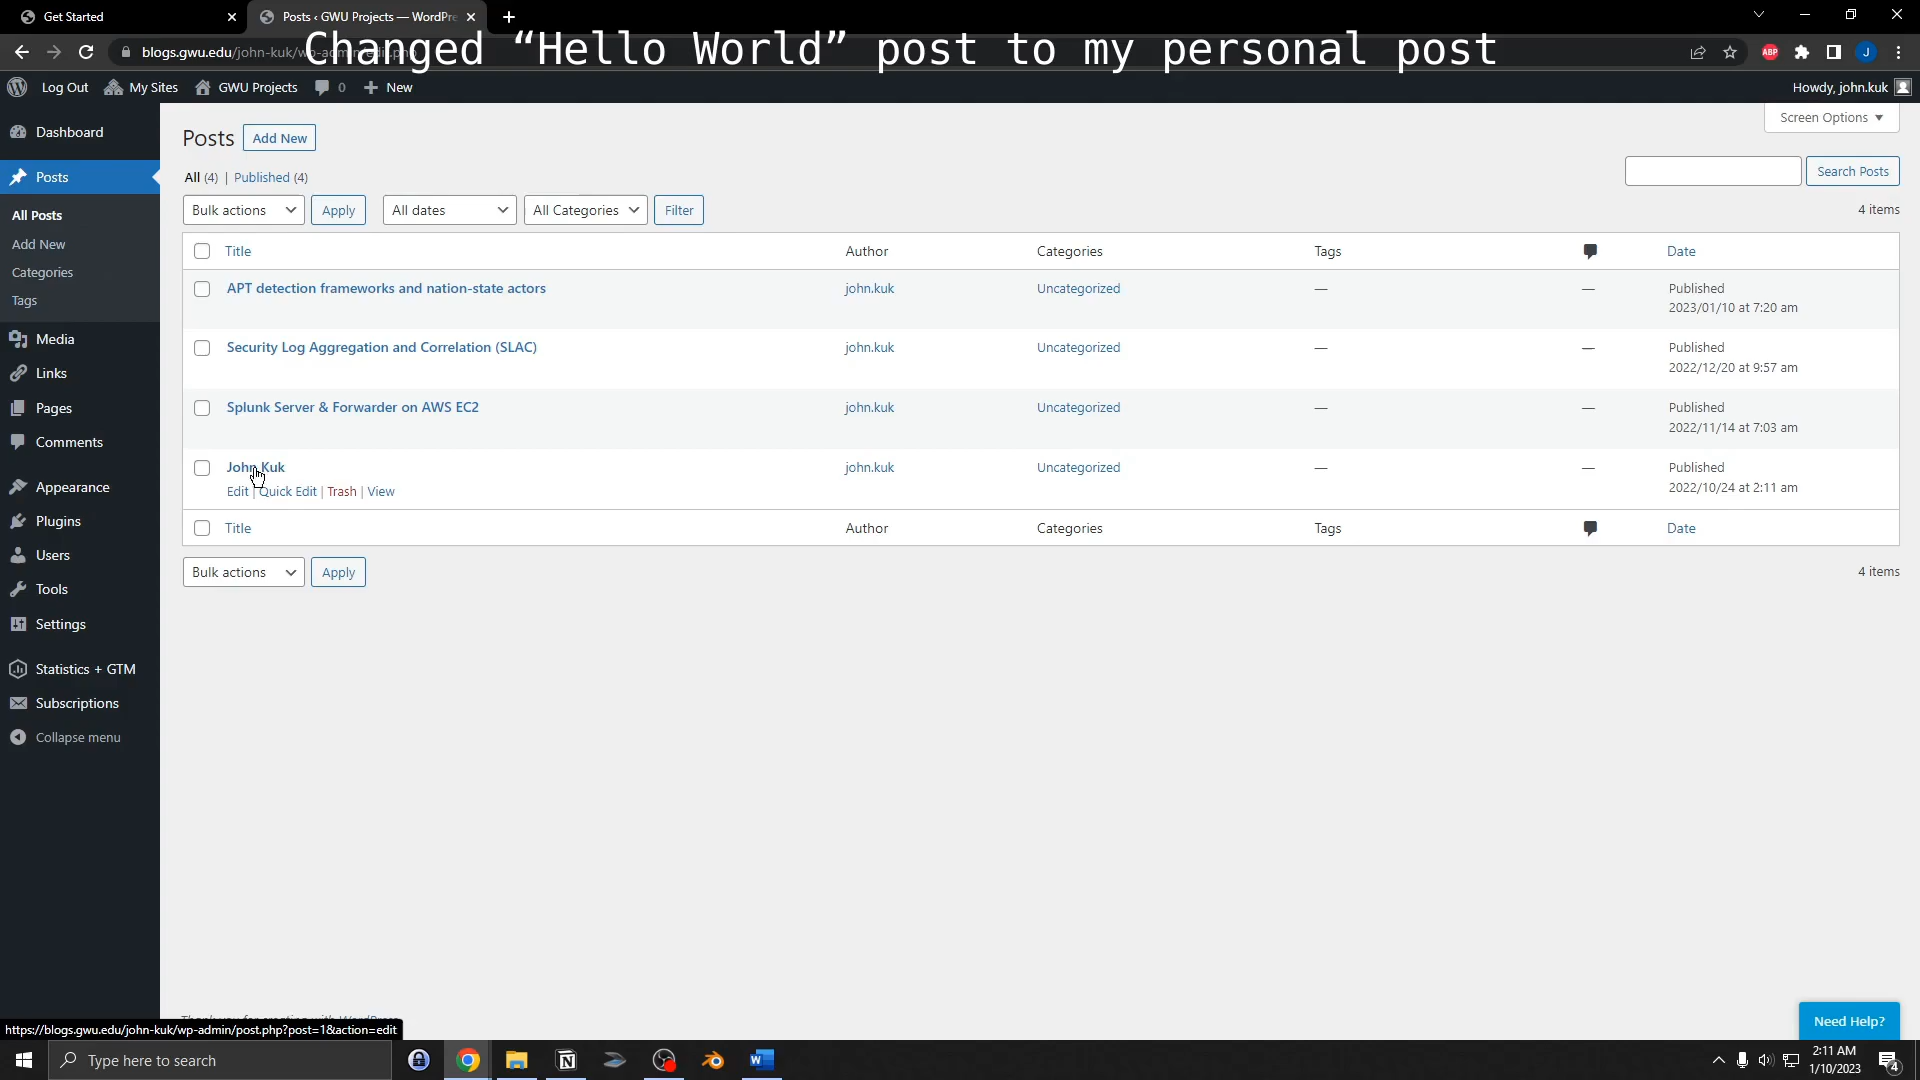 Get Started
Posts ‹ GWU Projects — WordPre
Changed “Hello World” post to my personal post
blogs.gwu.edu/john-kuk/wp-admin/edit.php
ABP
J
Log Out
My Sites
GWU Projects
0
New
Howdy, john.kuk
Dashboard
Posts
All Posts
Add New
Categories
Tags
Media
Links
Pages
Comments
Appearance
Plugins
Users
Tools
Settings
Statistics + GTM
Subscriptions
Collapse menu
Screen Options
Posts Add New
All (4) | Published (4)
Search Posts
Bulk actions Apply All dates All Categories Filter
4 items
Title Author Categories Tags Date
APT detection frameworks and nation-state actors john.kuk Uncategorized — — Published
2023/01/10 at 7:20 am
Security Log Aggregation and Correlation (SLAC) john.kuk Uncategorized — — Published
2022/12/20 at 9:57 am
Splunk Server & Forwarder on AWS EC2 john.kuk Uncategorized — — Published
2022/11/14 at 7:03 am
John Kuk john.kuk Uncategorized — — Published
Edit | Quick Edit | Trash | View 2022/10/24 at 2:11 am
Title Author Categories Tags Date
Bulk actions Apply
4 items
Thank you for creating with WordPress
https://blogs.gwu.edu/john-kuk/wp-admin/post.php?post=1&action=edit
Need Help?
Type here to search
2:11 AM
1/10/2023
4